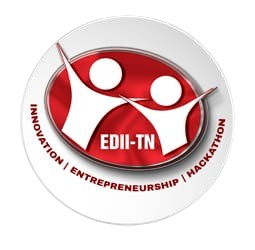 EDII-TN
INNOVATION | ENTREPRENEURSHIP | HACKATHON